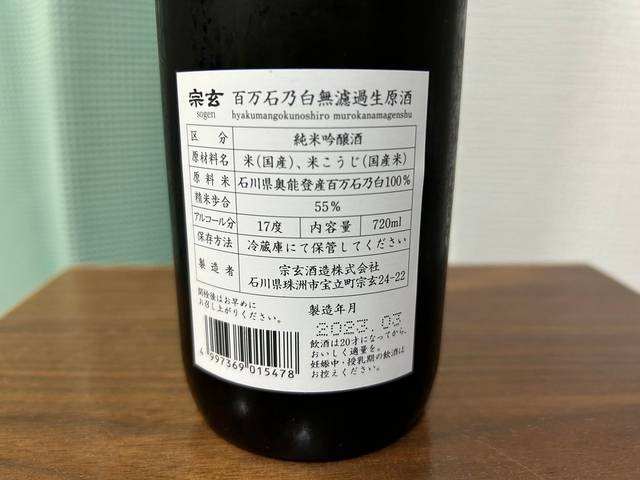 宗玄 百万石乃白無濾過生原酒
sogen hyakumangokunoshiro murokanamagenshu
区分 純米吟醸酒
原材料名 米(国産)、米こうじ(国産米)
原料米 石川県奥能登産百万石乃白100%
精米歩合 55%
アルコール分 17度 内容量 720ml
保存方法 冷蔵庫にて保管してください
製造者 宗玄酒造株式会社
石川県珠洲市宝立町宗玄24-22
開栓後はお早めに
お召し上がりください。
製造年月
2023.03
飲酒は20才になってから。
おいしく適量を。
妊娠中・授乳期の飲酒は
お控えください。
4 997369 015478